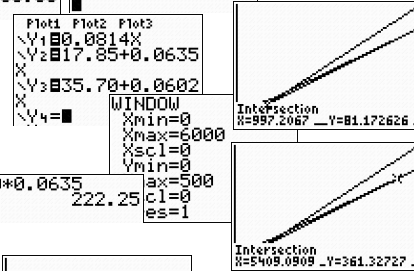 Plot1 Plot2 Plot3
\Y1=0.0814X
\Y2=17.85+0.0635
X
\Y3=35.70+0.0602
X
\Y4=
WINDOW
Xmin=0
Xmax=6000
Xscl=0
Ymin=0
ax=500
cl=0
es=1
*0.0635
222.25
Intersection
X=997.2067 Y=81.172626
Intersection
X=5409.0909 Y=361.32727